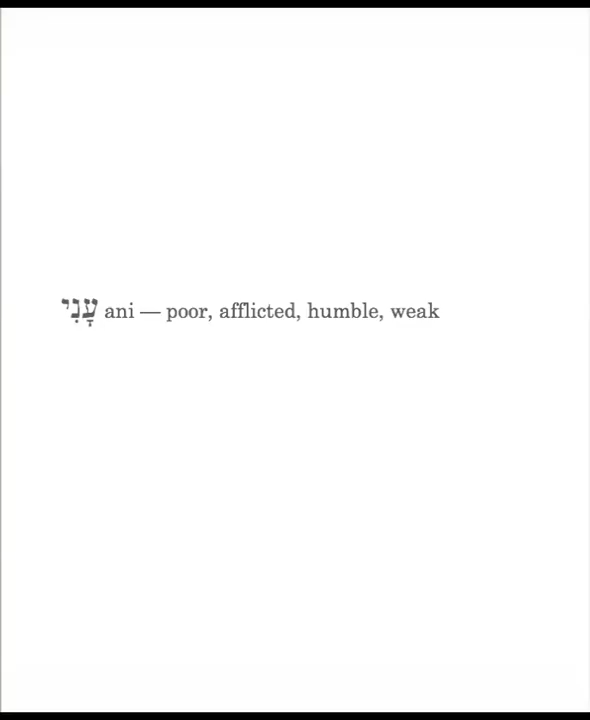 עָנִי ani — poor, afflicted, humble, weak